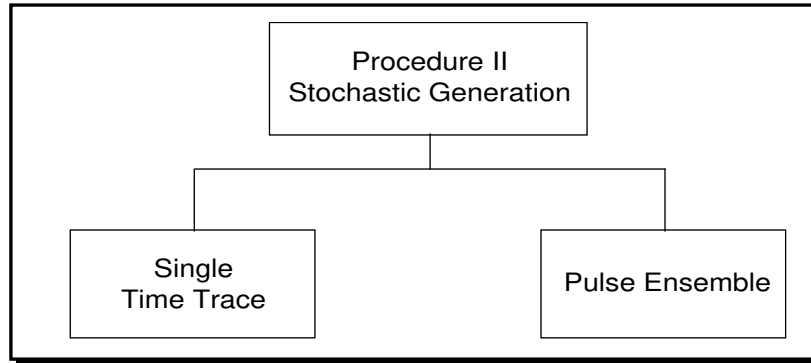 Procedure II
Stochastic Generation
Single
Time Trace
Pulse Ensemble